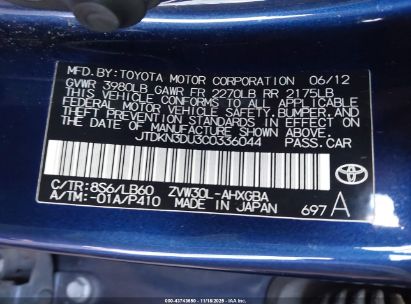 MFD.BY:TOYOTA MOTOR CORPORATION 06/12
GVWR 3980LB GAWR FR 2270LB RR 2175LB
THIS VEHICLE CONFORMS TO ALL APPLICABLE
FEDERAL MOTOR VEHICLE SAFETY,BUMPER,AND
THEFT PREVENTION STANDARDS IN EFFECT ON
THE DATE OF MANUFACTURE SHOWN ABOVE.
JTDKN3DU3C0336044 PASS.CAR
C/TR:8S6/LB60 ZVW30L-AHXGBA
A/TM:-01A/P410 MADE IN JAPAN 697 A
TOYOTA